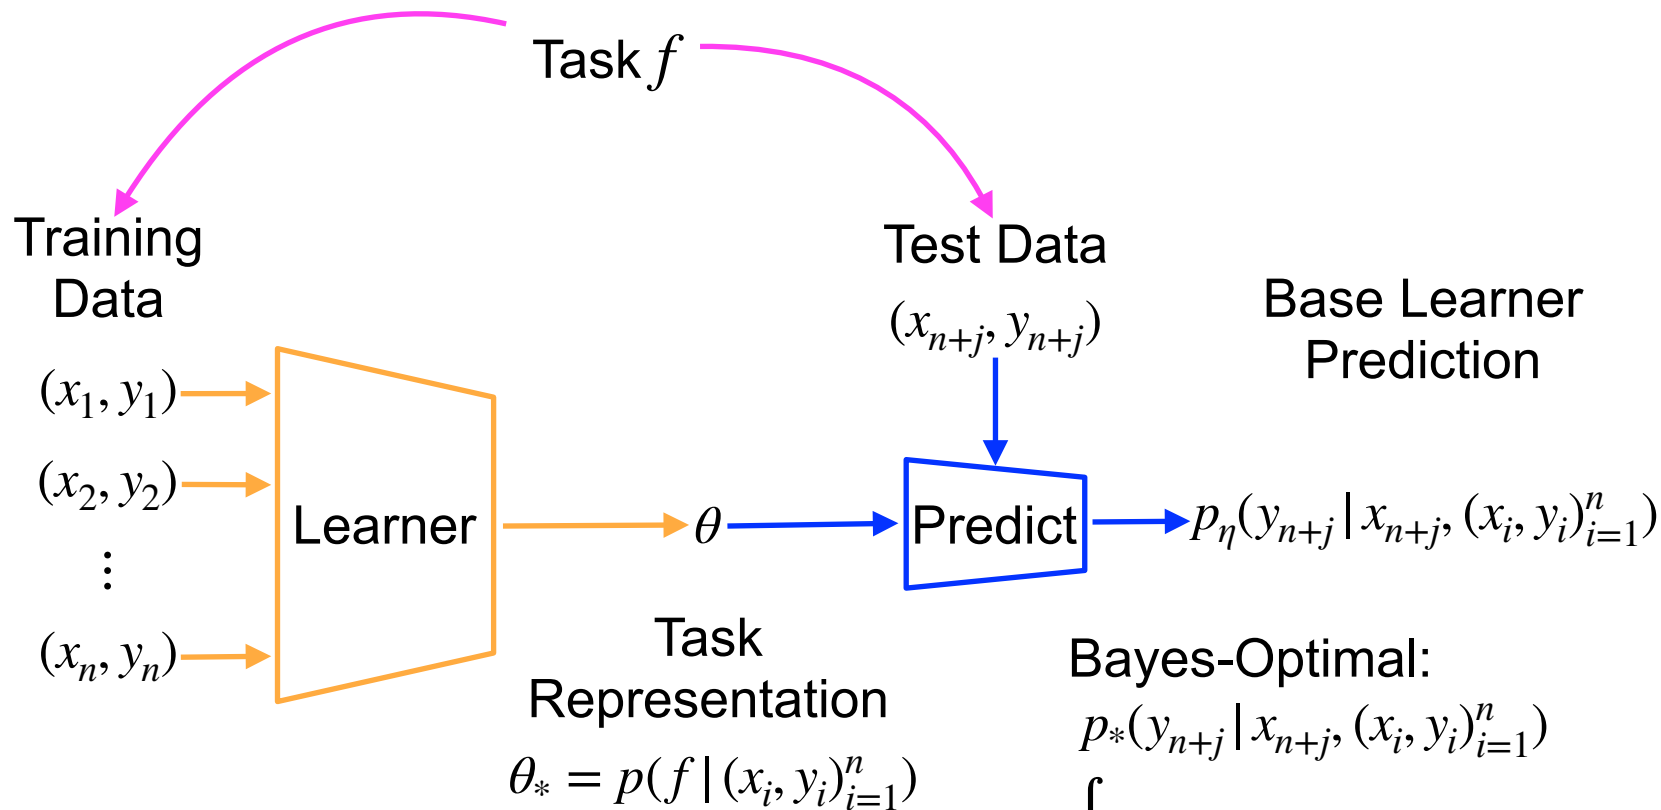 Task f
Training
Data
(x_1, y_1)
(x_2, y_2)
⋮
(x_n, y_n)
Learner
θ
Task
Representation
θ_* = p(f | (x_i, y_i)_{i=1}^n)
Test Data
(x_{n+j}, y_{n+j})
Predict
Base Learner
Prediction
p_η(y_{n+j} | x_{n+j}, (x_i, y_i)_{i=1}^n)
Bayes-Optimal:
p_*(y_{n+j} | x_{n+j}, (x_i, y_i)_{i=1}^n)